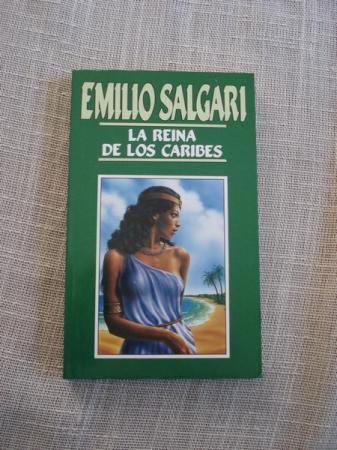 EMILIO SALGARI
LA REINA
DE LOS CARIBES